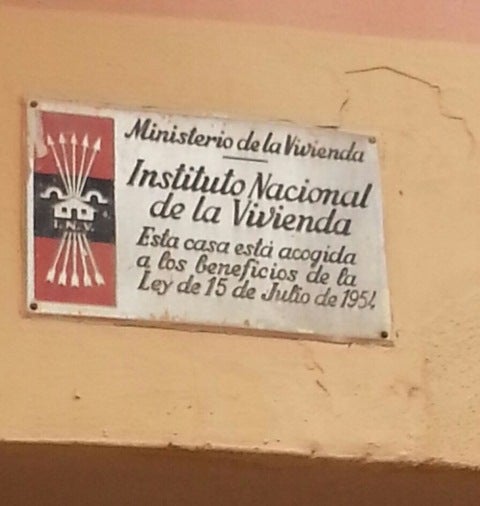 Ministerio de la Vivienda
Instituto Nacional
de la Vivienda
Esta casa está acogida
a los beneficios de la
Ley de 15 de Julio de 1954
I.N.V.